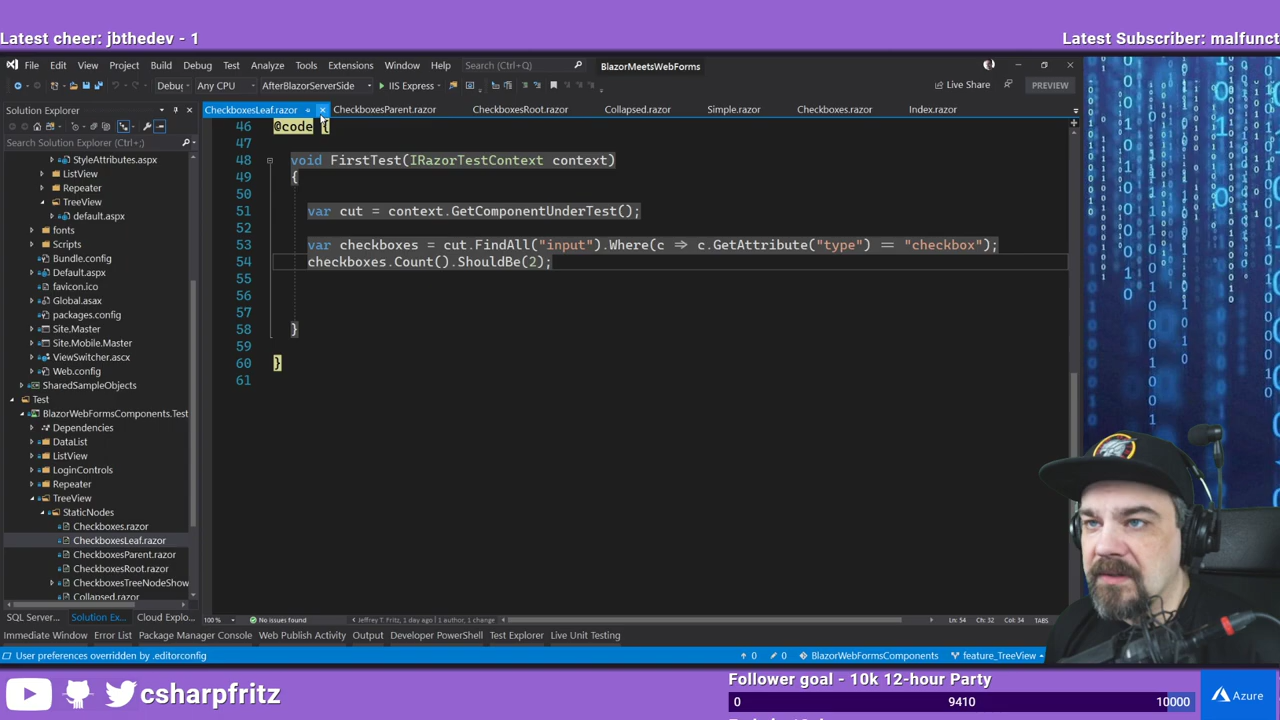 Latest cheer: jbthedev - 1
Latest Subscriber: malfunct
File Edit View Project Build Debug Test Analyze Tools Extensions Window Help Search (Ctrl+Q) BlazorMeetsWebForms
Debug Any CPU AfterBlazorServerSide IIS Express Live Share PREVIEW
Solution Explorer
Search Solution Explorer (Ctrl+;)
StyleAttributes.aspx
ListView
Repeater
TreeView
default.aspx
fonts
Scripts
Bundle.config
Default.aspx
favicon.ico
Global.asax
packages.config
Site.Master
Site.Mobile.Master
ViewSwitcher.ascx
Web.config
SharedSampleObjects
Test
BlazorWebFormsComponents.Test
Dependencies
DataList
ListView
LoginControls
Repeater
TreeView
StaticNodes
Checkboxes.razor
CheckboxesLeaf.razor
CheckboxesParent.razor
CheckboxesRoot.razor
CheckboxesTreeNodeShow
Collapsed.razor
SQL Server... Solution Ex... Cloud Explo...
CheckboxesLeaf.razor CheckboxesParent.razor CheckboxesRoot.razor Collapsed.razor Simple.razor Checkboxes.razor Index.razor
46 @code {
47
48 void FirstTest(IRazorTestContext context)
49 {
50
51 var cut = context.GetComponentUnderTest();
52
53 var checkboxes = cut.FindAll("input").Where(c => c.GetAttribute("type") == "checkbox");
54 checkboxes.Count().ShouldBe(2);
55
56
57
58 }
59
60 }
61
100 % No issues found Jeffrey T. Fritz, 1 day ago | 1 author, 1 change Ln: 54 Ch: 32 Col: 34 TABS
Immediate Window Error List Package Manager Console Web Publish Activity Output Developer PowerShell Test Explorer Live Unit Testing
User preferences overridden by .editorconfig 0 0 BlazorWebFormsComponents feature_TreeView
csharpfritz
Follower goal - 10k 12-hour Party
0 9410 10000
Azure